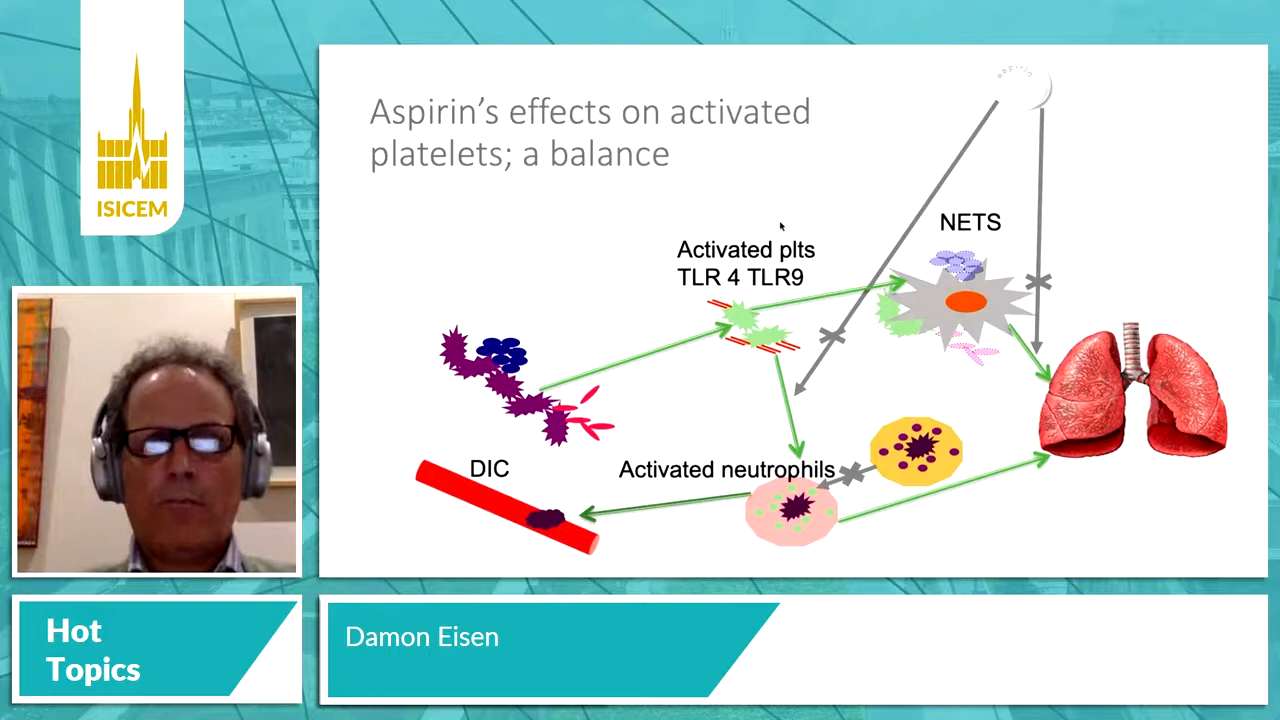 ISICEM
Aspirin's effects on activated
platelets; a balance
aspirin
NETS
Activated plts
TLR 4 TLR9
DIC
Activated neutrophils
Hot
Topics
Damon Eisen